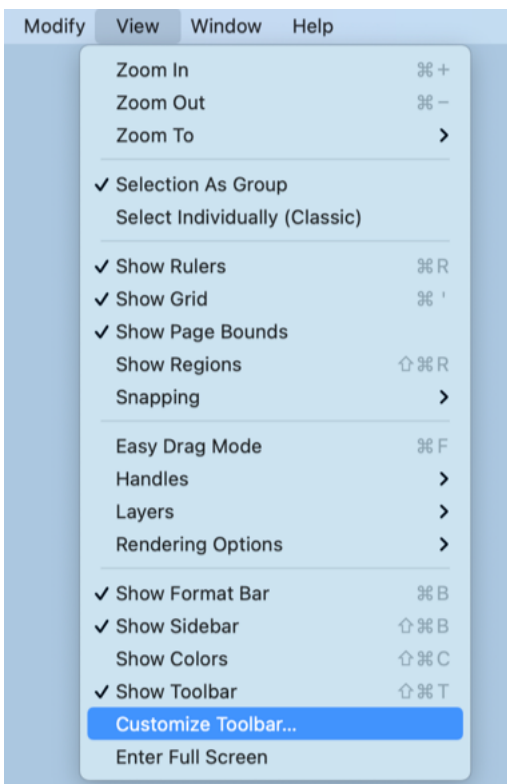 Modify View Window Help
Zoom In ⌘+
Zoom Out ⌘−
Zoom To
Selection As Group
Select Individually (Classic)
Show Rulers ⌘R
Show Grid ⌘'
Show Page Bounds
Show Regions ⇧⌘R
Snapping
Easy Drag Mode ⌘F
Handles
Layers
Rendering Options
Show Format Bar ⌘B
Show Sidebar ⇧⌘B
Show Colors ⇧⌘C
Show Toolbar ⇧⌘T
Customize Toolbar...
Enter Full Screen